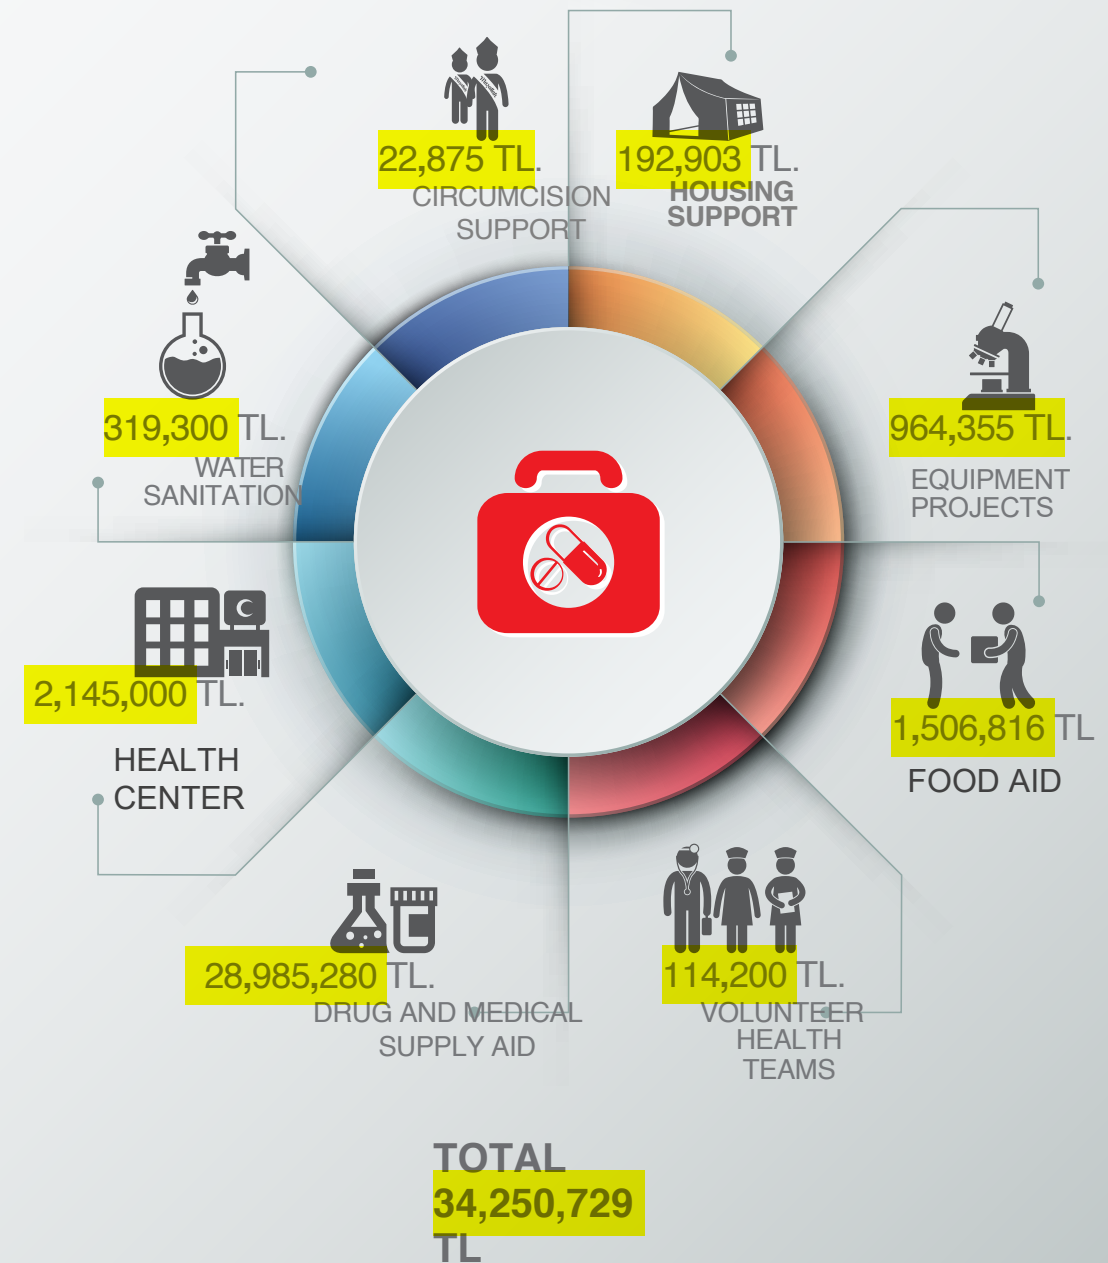 22,875 TL.
CIRCUMCISION
SUPPORT
192,903 TL.
HOUSING
SUPPORT
319,300 TL.
WATER
SANITATION
964,355 TL.
EQUIPMENT
PROJECTS
2,145,000 TL.
HEALTH
CENTER
1,506,816 TL
FOOD AID
28,985,280 TL.
DRUG AND MEDICAL
SUPPLY AID
114,200 TL.
VOLUNTEER
HEALTH
TEAMS
TOTAL
34,250,729
TL